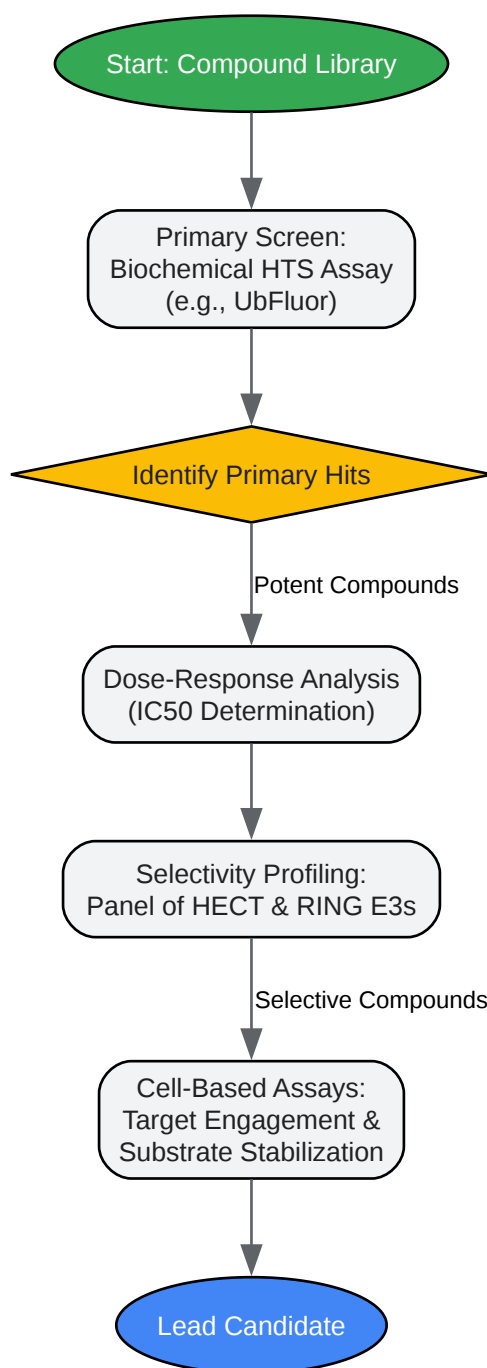 Start: Compound Library
Primary Screen:
Biochemical HTS Assay
(e.g., UbFluor)
Identify Primary Hits
Potent Compounds
Dose-Response Analysis
(IC50 Determination)
Selectivity Profiling:
Panel of HECT & RING E3s
Selective Compounds
Cell-Based Assays:
Target Engagement &
Substrate Stabilization
Lead Candidate